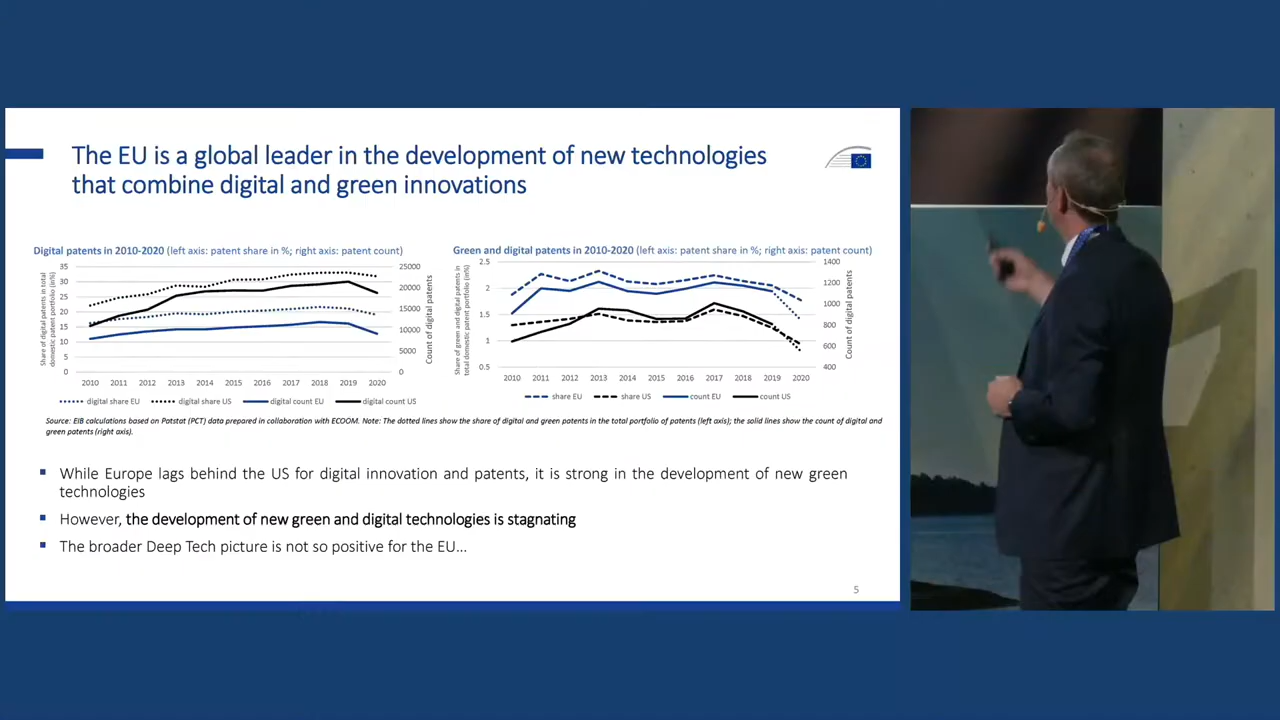 The EU is a global leader in the development of new technologies
that combine digital and green innovations
Digital patents in 2010-2020 (left axis: patent share in %; right axis: patent count)
Share of digital patents in total
domestic patent portfolio (in%)
35
30
25
20
15
10
5
0
25000
20000
15000
10000
5000
0
Count of digital patents
2010 2011 2012 2013 2014 2015 2016 2017 2018 2019 2020
digital share EU digital share US digital count EU digital count US
Green and digital patents in 2010-2020 (left axis: patent share in %; right axis: patent count)
Share of green and digital patents in
total domestic patent portfolio (in%)
2.5
2
1.5
1
0.5
1400
1200
1000
800
600
400
Count of digital patents
2010 2011 2012 2013 2014 2015 2016 2017 2018 2019 2020
share EU share US count EU count US
Source: EIB calculations based on Patstat (PCT) data prepared in collaboration with ECOOM. Note: The dotted lines show the share of digital and green patents in the total portfolio of patents (left axis); the solid lines show the count of digital and
green patents (right axis).
While Europe lags behind the US for digital innovation and patents, it is strong in the development of new green
technologies
However, the development of new green and digital technologies is stagnating
The broader Deep Tech picture is not so positive for the EU...
5